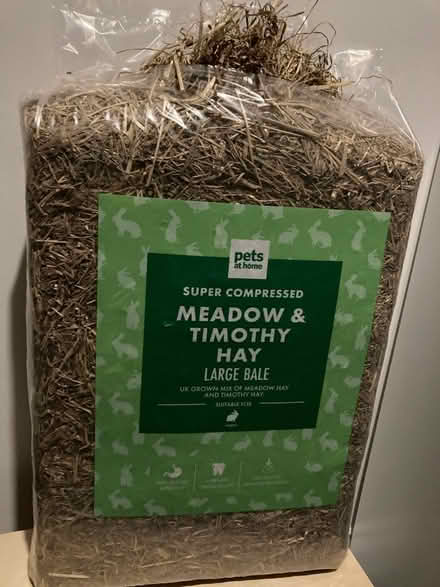 pets
at home
SUPER COMPRESSED
MEADOW &
TIMOTHY
HAY
LARGE BALE
UK GROWN MIX OF MEADOW HAY
AND TIMOTHY HAY
SUITABLE FOR